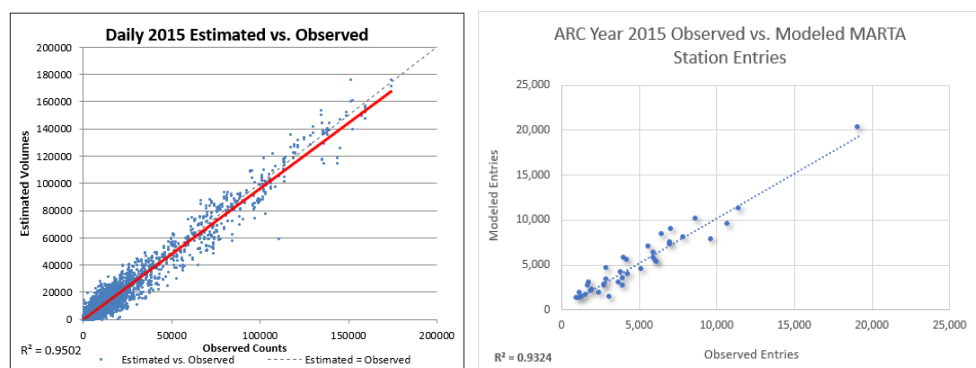 Daily 2015 Estimated vs. Observed
Estimated Volumes
200000
180000
160000
140000
120000
100000
80000
60000
40000
20000
0
0
50000
100000
150000
200000
Observed Counts
R² = 0.9502
Estimated vs. Observed
Estimated = Observed
ARC Year 2015 Observed vs. Modeled MARTA
Station Entries
Modeled Entries
25,000
20,000
15,000
10,000
5,000
0
0
5,000
10,000
15,000
20,000
25,000
Observed Entries
R² = 0.9324